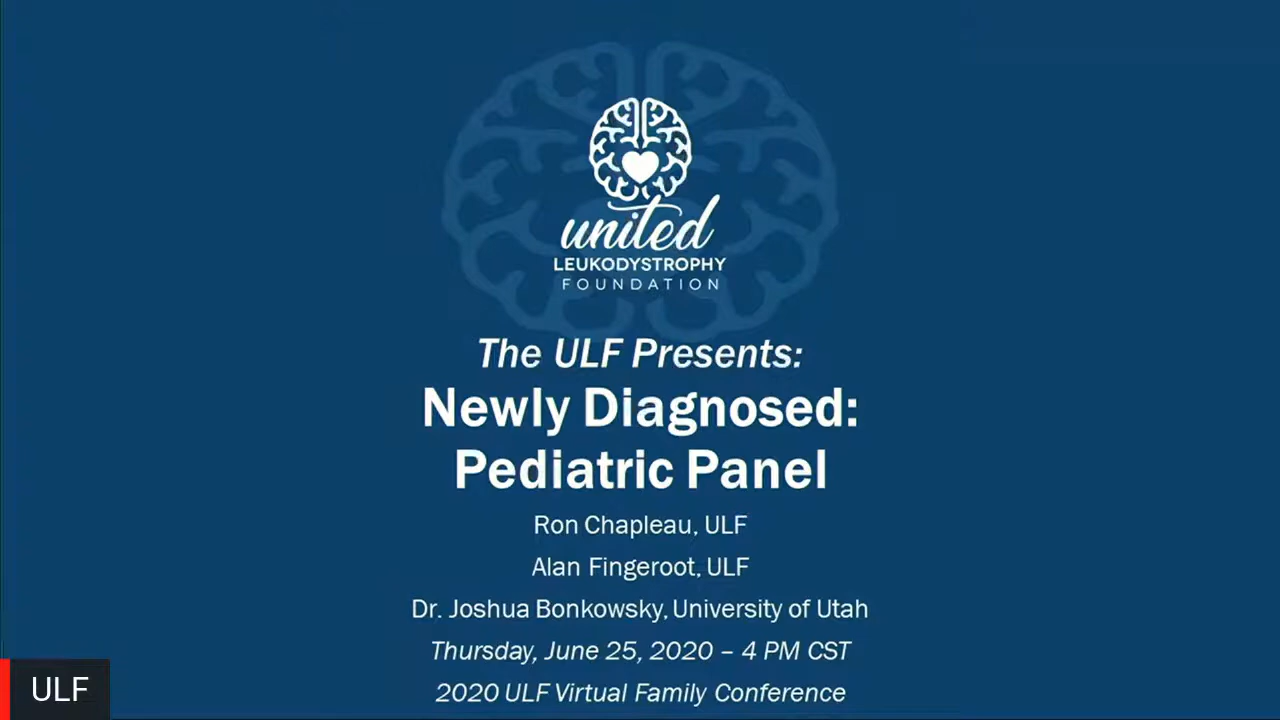 united
LEUKODYSTROPHY
FOUNDATION
The ULF Presents:
Newly Diagnosed:
Pediatric Panel
Ron Chapleau, ULF
Alan Fingeroot, ULF
Dr. Joshua Bonkowsky, University of Utah
Thursday, June 25, 2020 – 4 PM CST
2020 ULF Virtual Family Conference
ULF